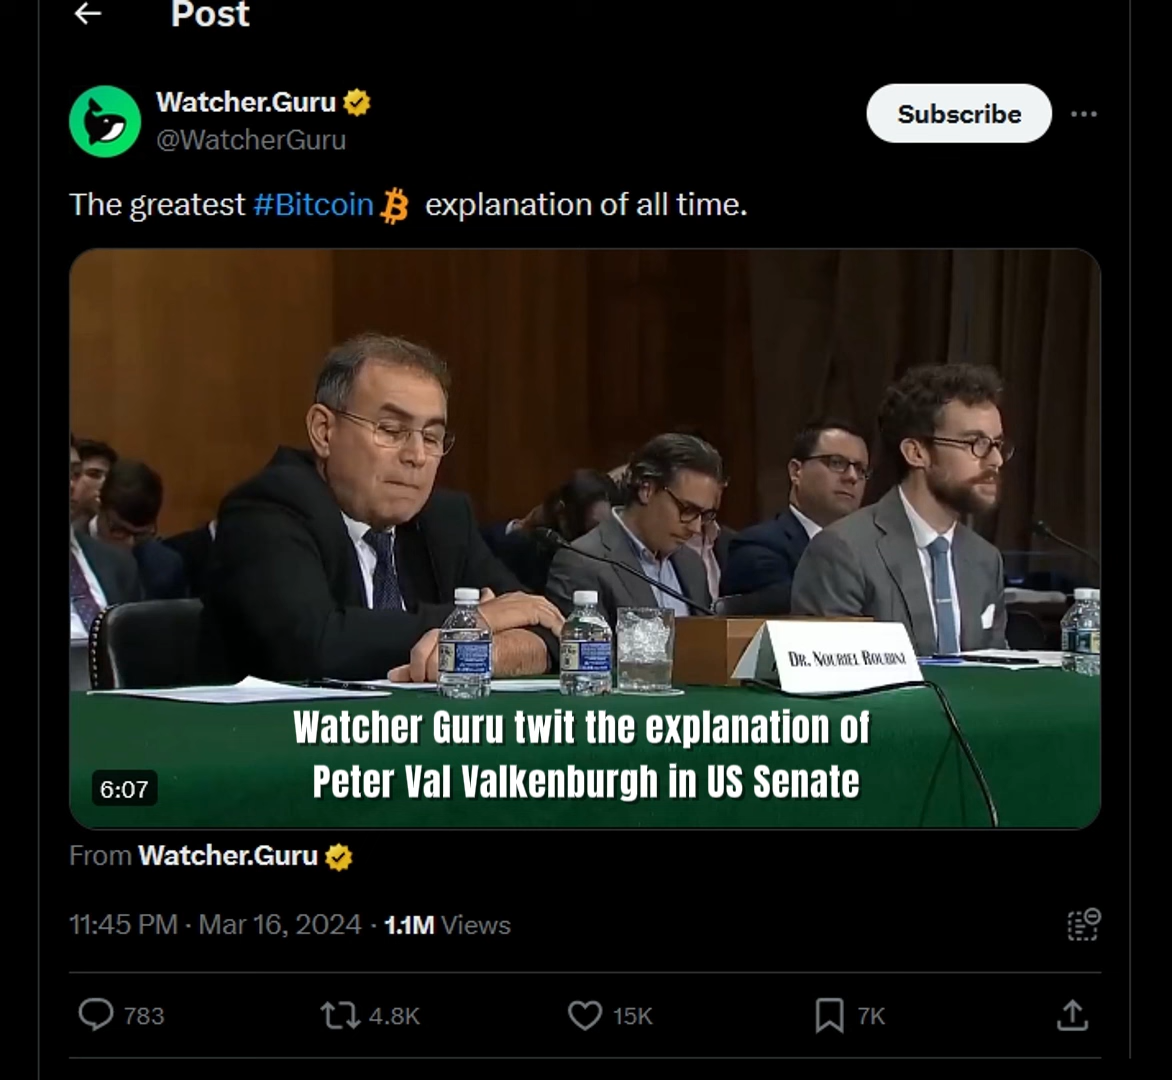 Post
Watcher.Guru
@WatcherGuru
Subscribe
The greatest #Bitcoin explanation of all time.
DR. NOURIEL ROUBINI
Watcher Guru twit the explanation of
Peter Val Valkenburgh in US Senate
6:07
From Watcher.Guru
11:45 PM · Mar 16, 2024 · 1.1M Views
783 4.8K 15K 7K